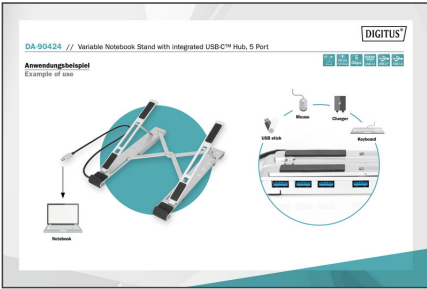 DIGITUS®
DA-90424 // Variable Notebook Stand with integrated USB-C™ Hub, 5 Port
Anwendungsbeispiel
Example of use
Mouse
Charger
USB stick
Keyboard
Notebook